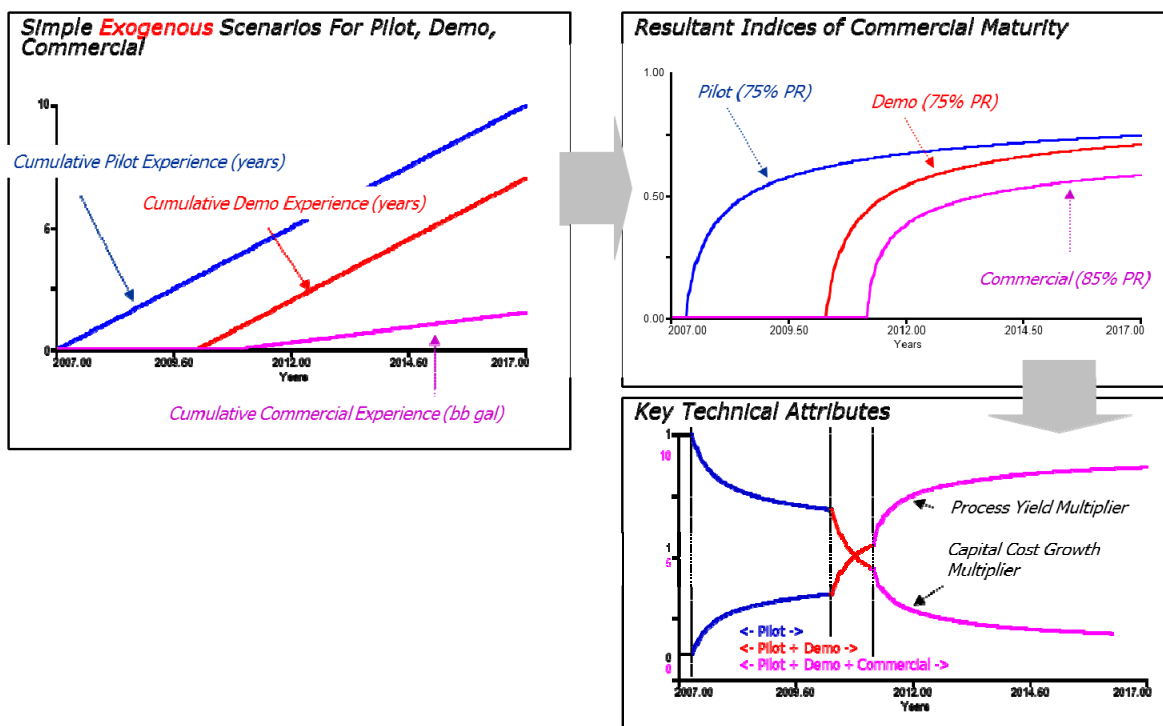 Simple Exogenous Scenarios For Pilot, Demo,
Commercial
10
5
0
Cumulative Pilot Experience (years)
Cumulative Demo Experience (years)
2007.00 2009.50 2012.00 2014.50 2017.00
Years
Cumulative Commercial Experience (bb gal)
Resultant Indices of Commercial Maturity
1.00
0.50
0.00
Pilot (75% PR)
Demo (75% PR)
Commercial (85% PR)
2007.00 2009.50 2012.00 2014.50 2017.00
Years
Key Technical Attributes
1
10
1
5
0
0
Process Yield Multiplier
Capital Cost Growth
Multiplier
<- Pilot ->
<- Pilot + Demo ->
<- Pilot + Demo + Commercial ->
2007.00 2009.50 2012.00 2014.50 2017.00
Years